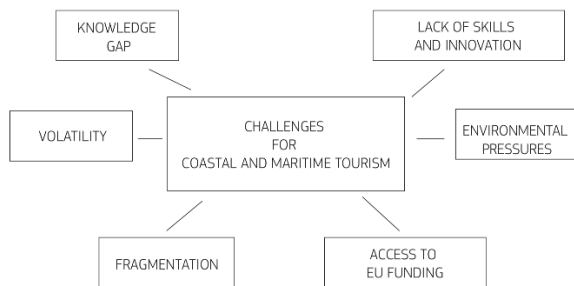 KNOWLEDGE
GAP
LACK OF SKILLS
AND INNOVATION
VOLATILITY
CHALLENGES
FOR
COASTAL AND MARITIME TOURISM
ENVIRONMENTAL
PRESSURES
FRAGMENTATION
ACCESS TO
EU FUNDING